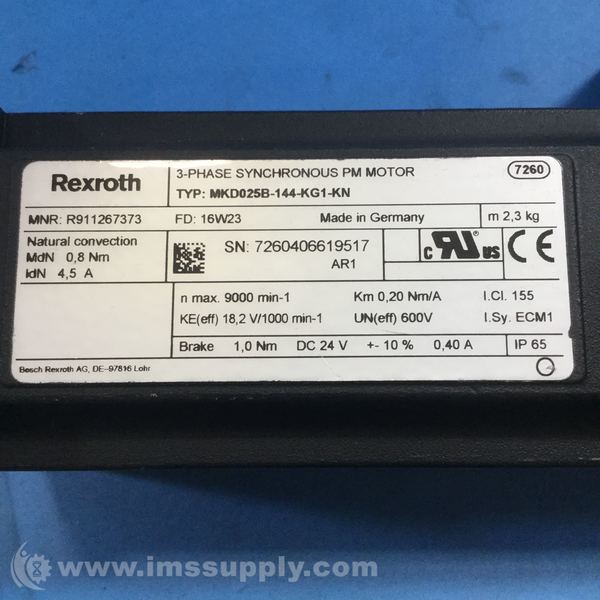 Rexroth
3-PHASE SYNCHRONOUS PM MOTOR
7260
TYP: MKD025B-144-KG1-KN
MNR: R911267373 FD: 16W23 Made in Germany m 2,3 kg
Natural convection
MdN 0,8 Nm
IdN 4,5 A
SN: 7260406619517
AR1
c RU us CE
n max. 9000 min-1 Km 0,20 Nm/A I.Cl. 155
KE(eff) 18,2 V/1000 min-1 UN(eff) 600V I.Sy. ECM1
Brake 1,0 Nm DC 24 V +- 10 % 0,40 A IP 65
Bosch Rexroth AG, DE-97816 Lohr
www.imssupply.com